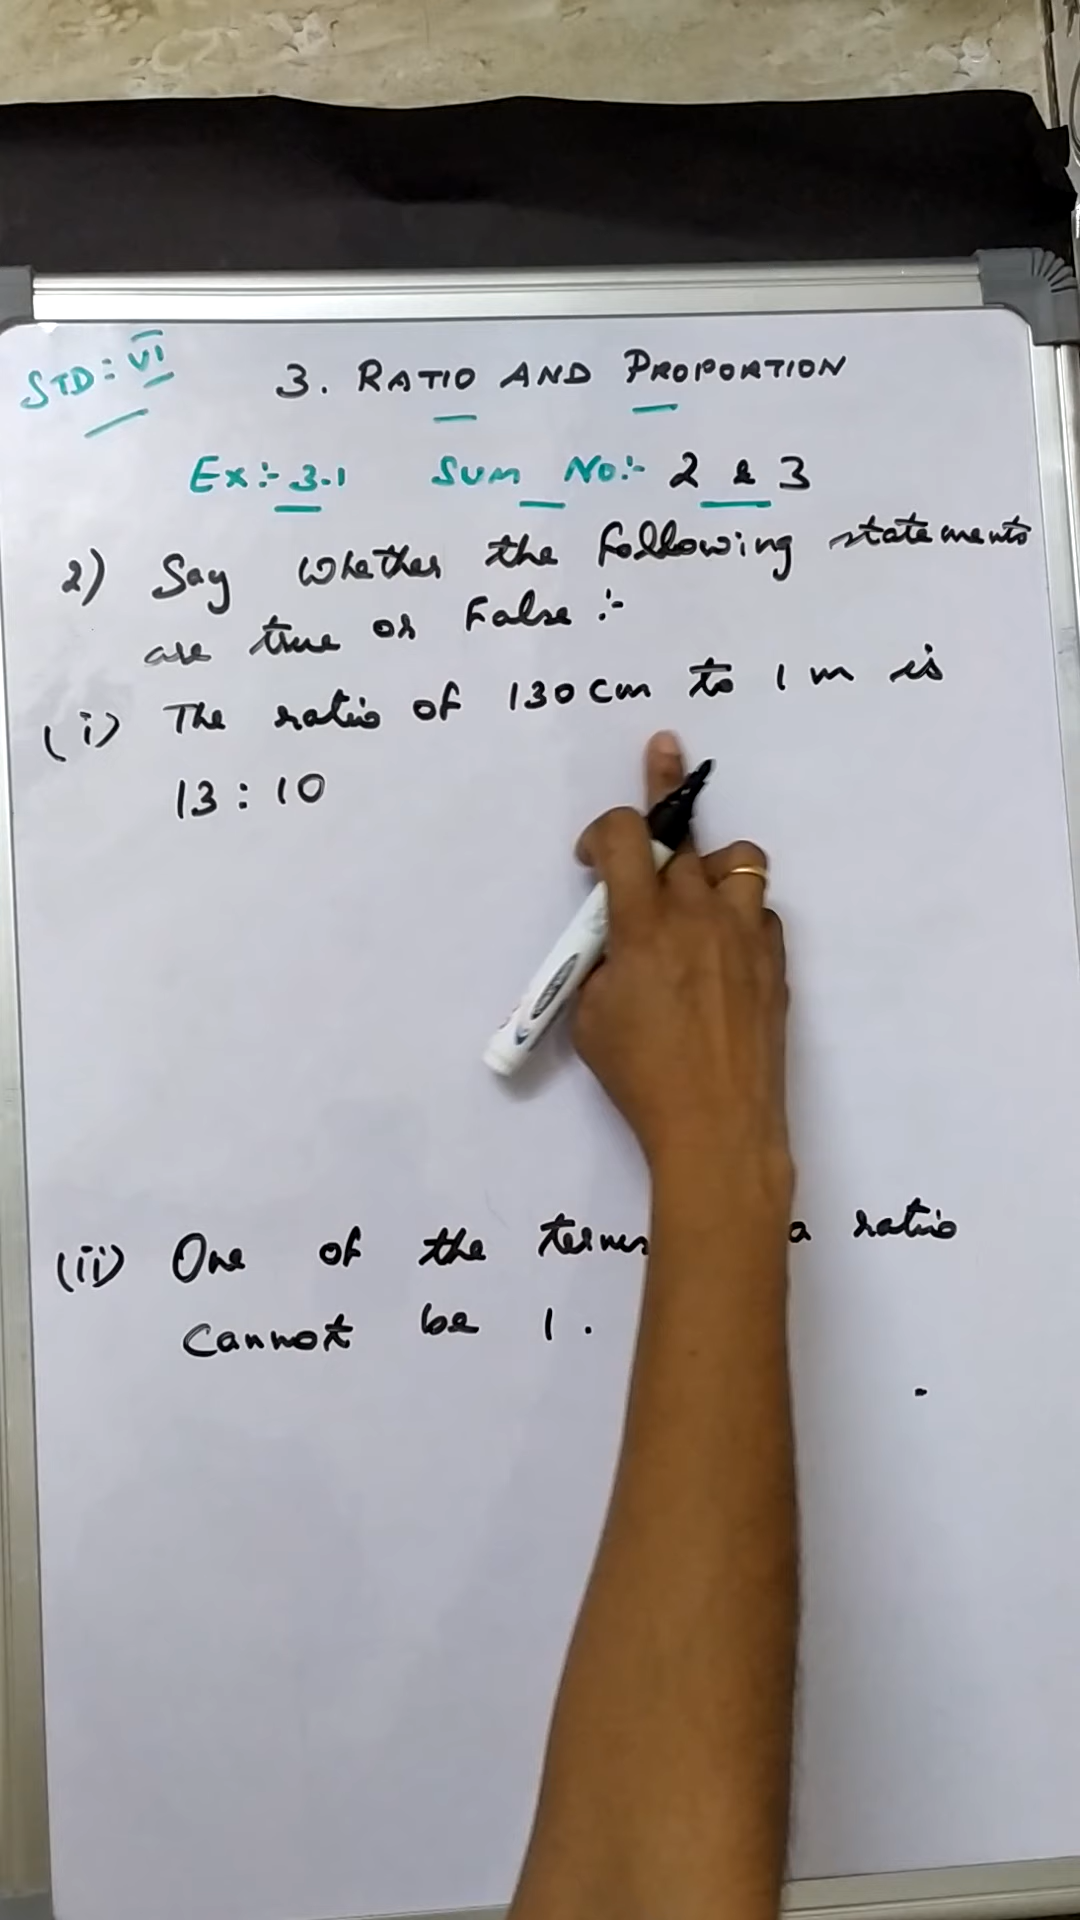 STD: VI
3. RATIO AND PROPORTION
Ex:- 3.1 SUM NO:- 2 & 3
2) Say whether the following statements
are true or False :-
(i) The ratio of 130 cm to 1 m is
13 : 10
(ii) One of the terms a ratio
cannot be 1.